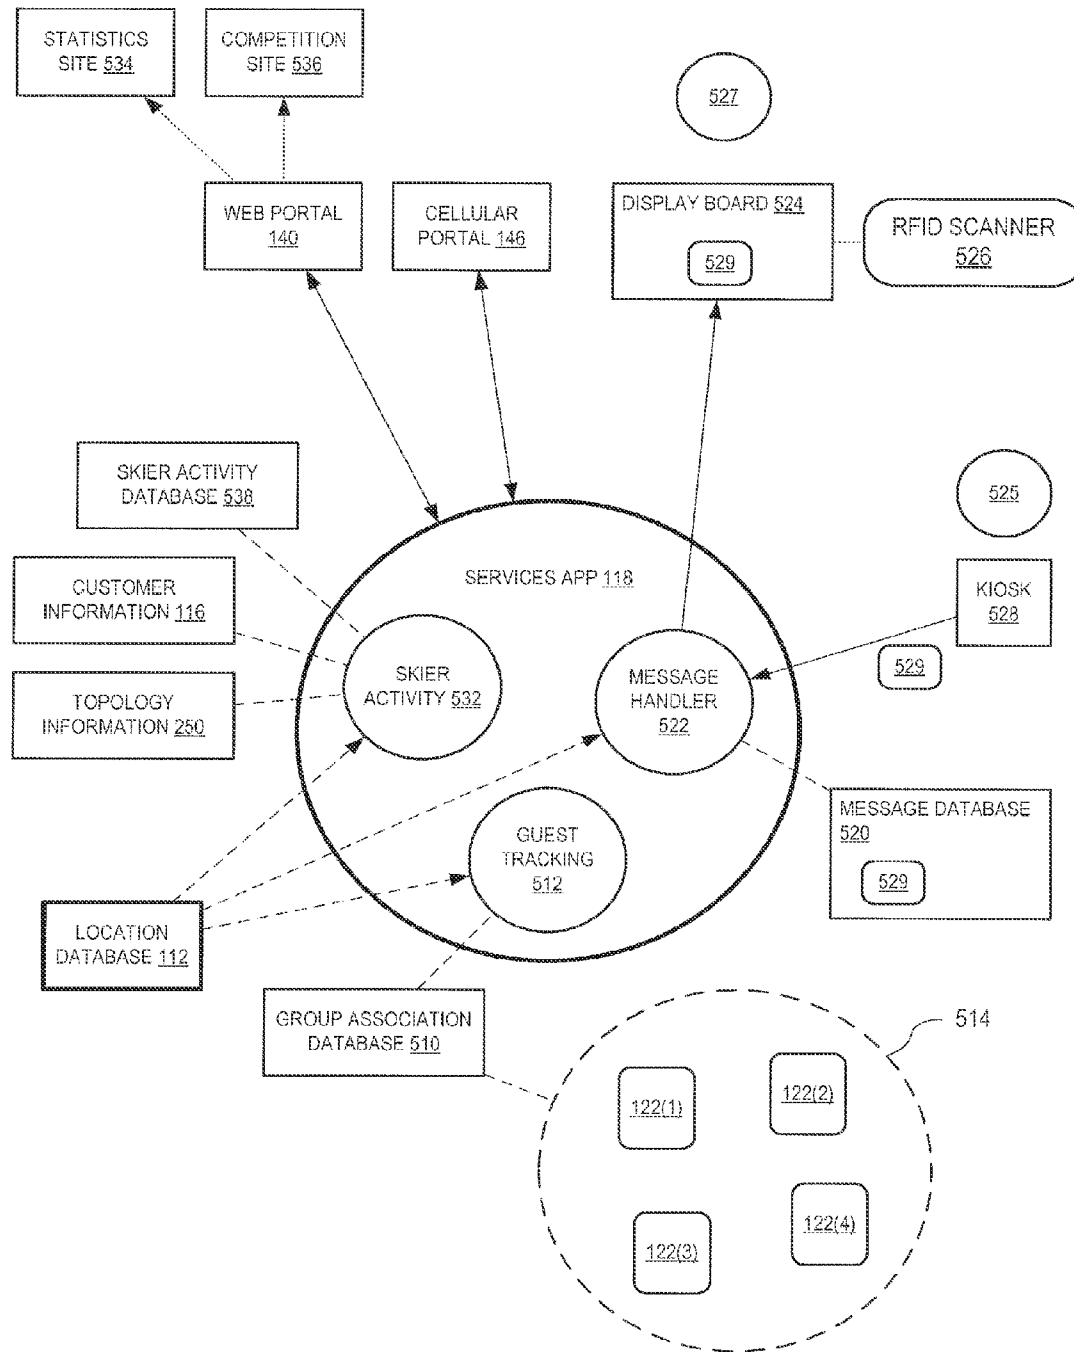 STATISTICS
SITE 534
COMPETITION
SITE 536
527
WEB PORTAL
140
CELLULAR
PORTAL 146
DISPLAY BOARD 524
529
RFID SCANNER
526
SKIER ACTIVITY
DATABASE 538
525
CUSTOMER
INFORMATION 116
SERVICES APP 118
KIOSK
528
529
TOPOLOGY
INFORMATION 250
SKIER
ACTIVITY 532
MESSAGE
HANDLER
522
GUEST
TRACKING
512
MESSAGE DATABASE
520
529
LOCATION
DATABASE 112
GROUP ASSOCIATION
DATABASE 510
514
122(1)
122(2)
122(3)
122(4)